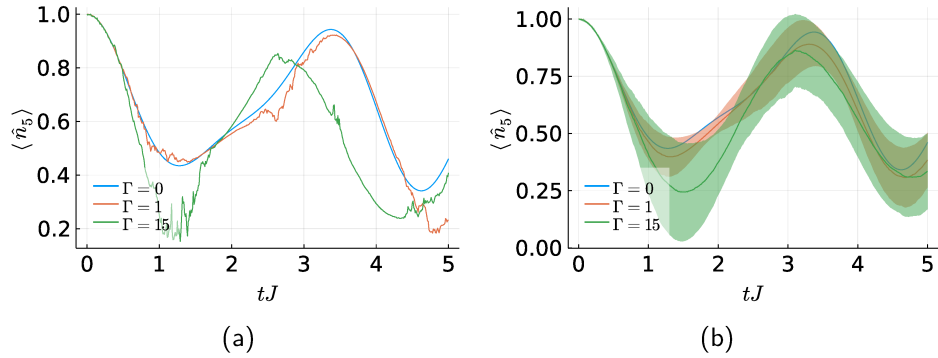 1.0
0.8
0.6
0.4
0.2
⟨n̂₅⟩
Γ = 0
Γ = 1
Γ = 15
0 1 2 3 4 5
tJ
(a)
1.00
0.75
0.50
0.25
0.00
⟨n̂₅⟩
Γ = 0
Γ = 1
Γ = 15
0 1 2 3 4 5
tJ
(b)